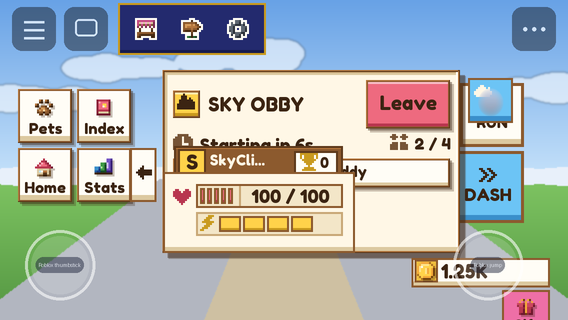 SKY OBBY
Leave
Starting in 6s
2 / 4
S
SkyCli...
0
100 / 100
Pets
Index
Home
Stats
RUN
DASH
1.25K